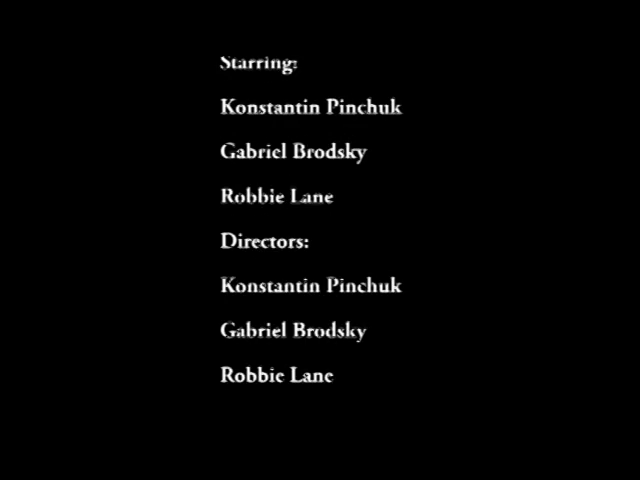 Starring:
Konstantin Pinchuk
Gabriel Brodsky
Robbie Lane
Directors:
Konstantin Pinchuk
Gabriel Brodsky
Robbie Lane